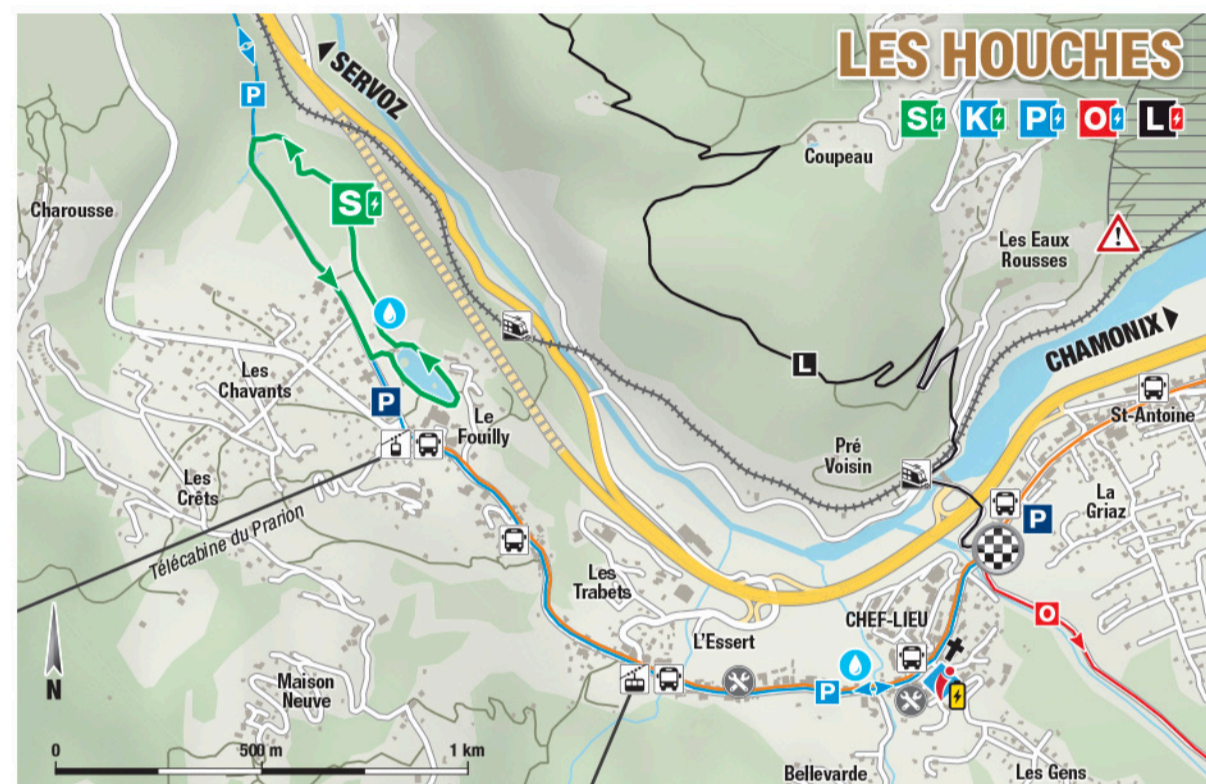 LES HOUCHES
S K P O L
SERVOZ
P
Coupeau
Charousse
S
Les Eaux
Rousses
!
CHAMONIX
L
Les
Chavants
P
Le
Fouilly
St-Antoine
Pré
Voisin
Les
Crêts
La
Griaz
P
Télécabine du Prarion
Les
Trabets
CHEF-LIEU
O
L'Essert
N
Maison
Neuve
P
i
0 500 m 1 km
Bellevarde
Les Gens